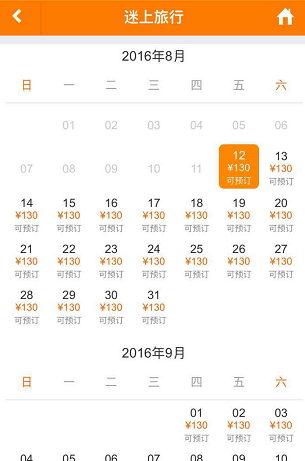 迷上旅行
2016年8月
日 一 二 三 四 五 六
01 02 03 04 05 06
07 08 09 10 11 12 13
¥130 ¥130
可预订 可预订
14 15 16 17 18 19 20
¥130 ¥130 ¥130 ¥130 ¥130 ¥130 ¥130
可预订 可预订 可预订 可预订 可预订 可预订 可预订
21 22 23 24 25 26 27
¥130 ¥130 ¥130 ¥130 ¥130 ¥130 ¥130
可预订 可预订 可预订 可预订 可预订 可预订 可预订
28 29 30 31
¥130 ¥130 ¥130 ¥130
可预订 可预订 可预订 可预订
2016年9月
日 一 二 三 四 五 六
01 02 03
¥130 ¥130 ¥130
可预订 可预订 可预订
04 05 06 07 08 09 10